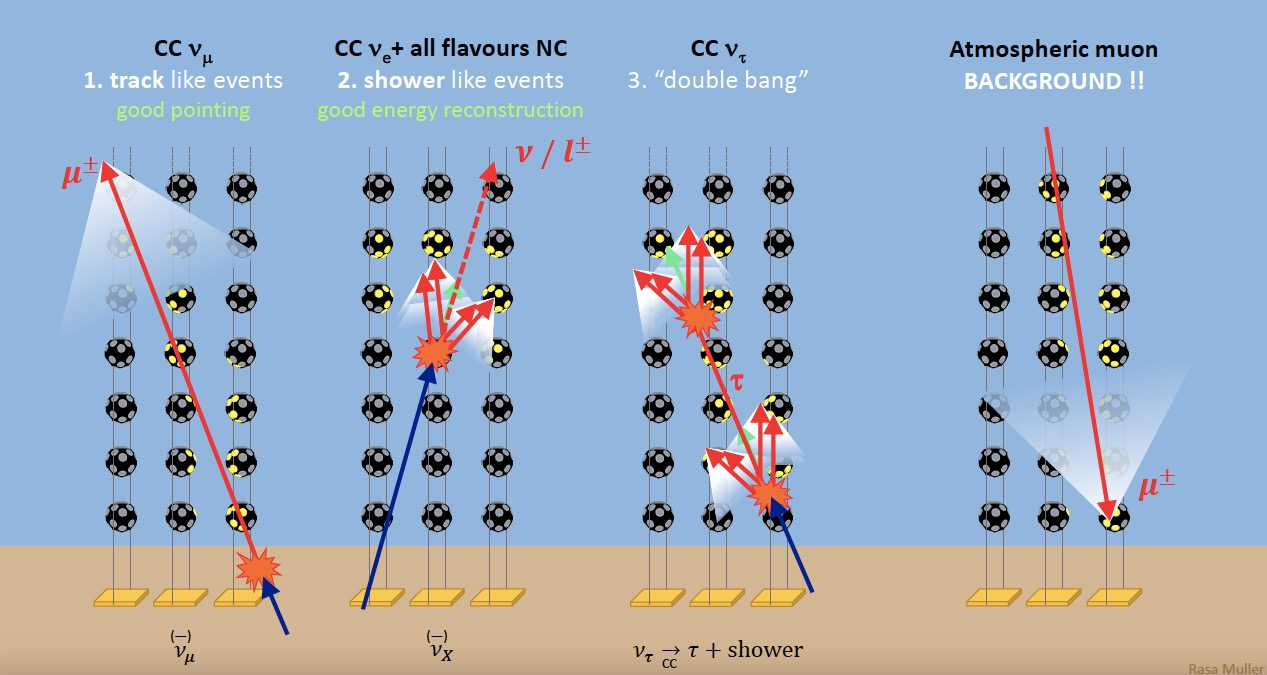 CC νμ
1. track like events
good pointing
CC νe+ all flavours NC
2. shower like events
good energy reconstruction
CC ντ
3. “double bang”
Atmospheric muon
BACKGROUND !!
μ±
ν / l±
τ
μ±
(—)
νμ
(—)
νX
ντ → τ + shower
CC
Rasa Muller